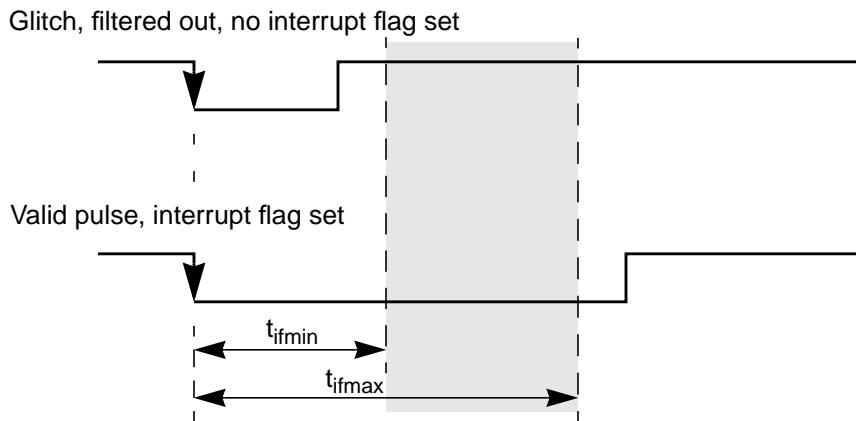 Glitch, filtered out, no interrupt flag set
Valid pulse, interrupt flag set
tifmin
tifmax